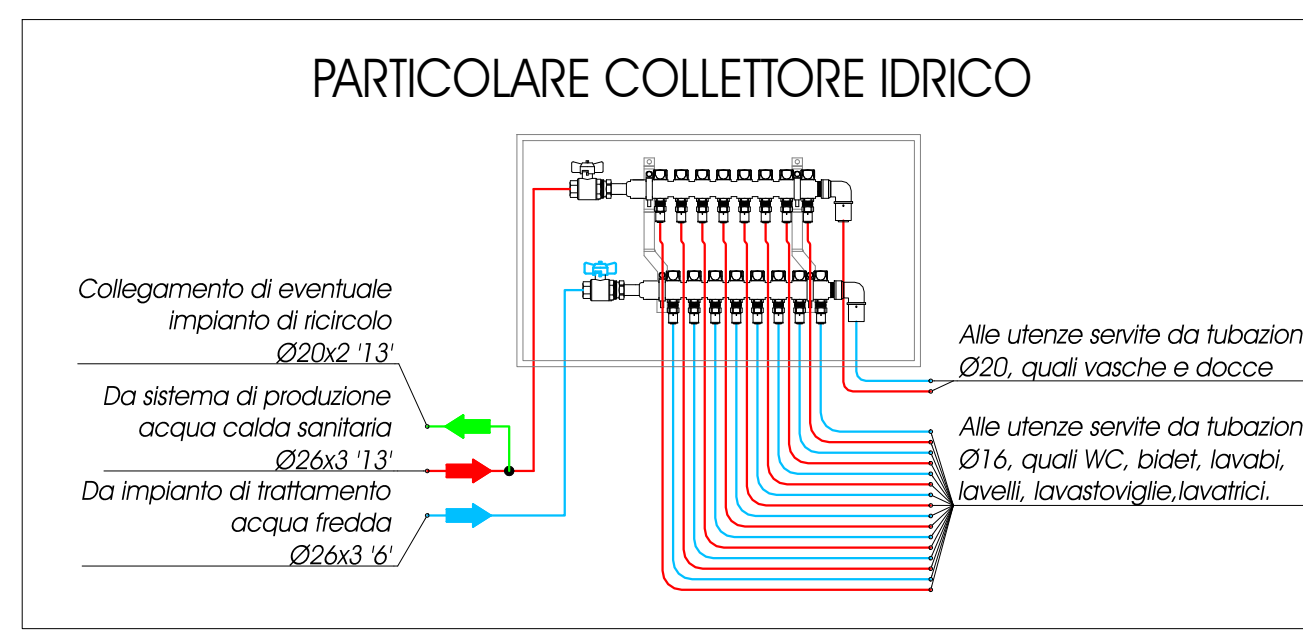 PARTICOLARE COLLETTORE IDRICO
Collegamento di eventuale
impianto di ricircolo
Ø20x2 '13'
Da sistema di produzione
acqua calda sanitaria
Ø26x3 '13'
Da impianto di trattamento
acqua fredda
Ø26x3 '6'
Alle utenze servite da tubazion
Ø20, quali vasche e docce
Alle utenze servite da tubazion
Ø16, quali WC, bidet, lavabi,
lavelli, lavastoviglie,lavatrici.